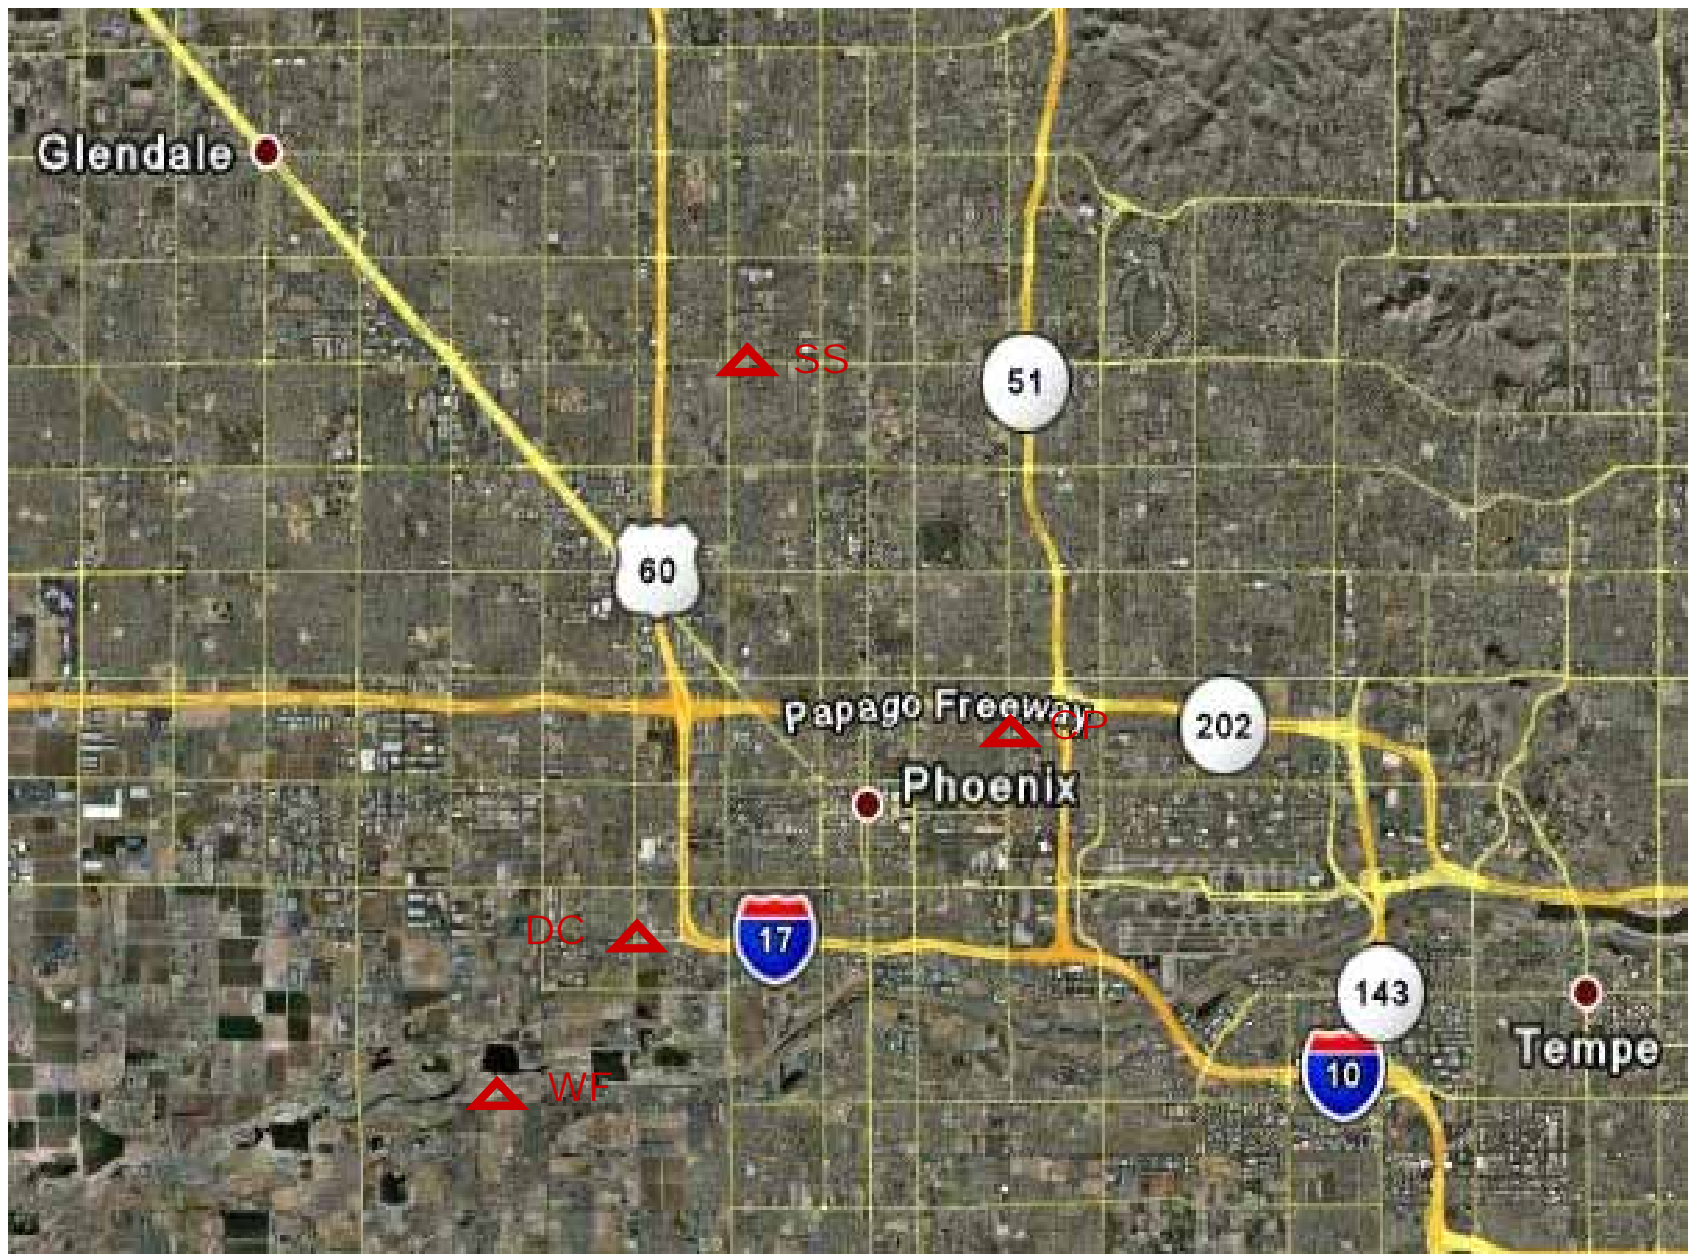 Glendale
SS
51
60
Papago Freeway
CP
202
Phoenix
DC
17
143
Tempe
10
WF